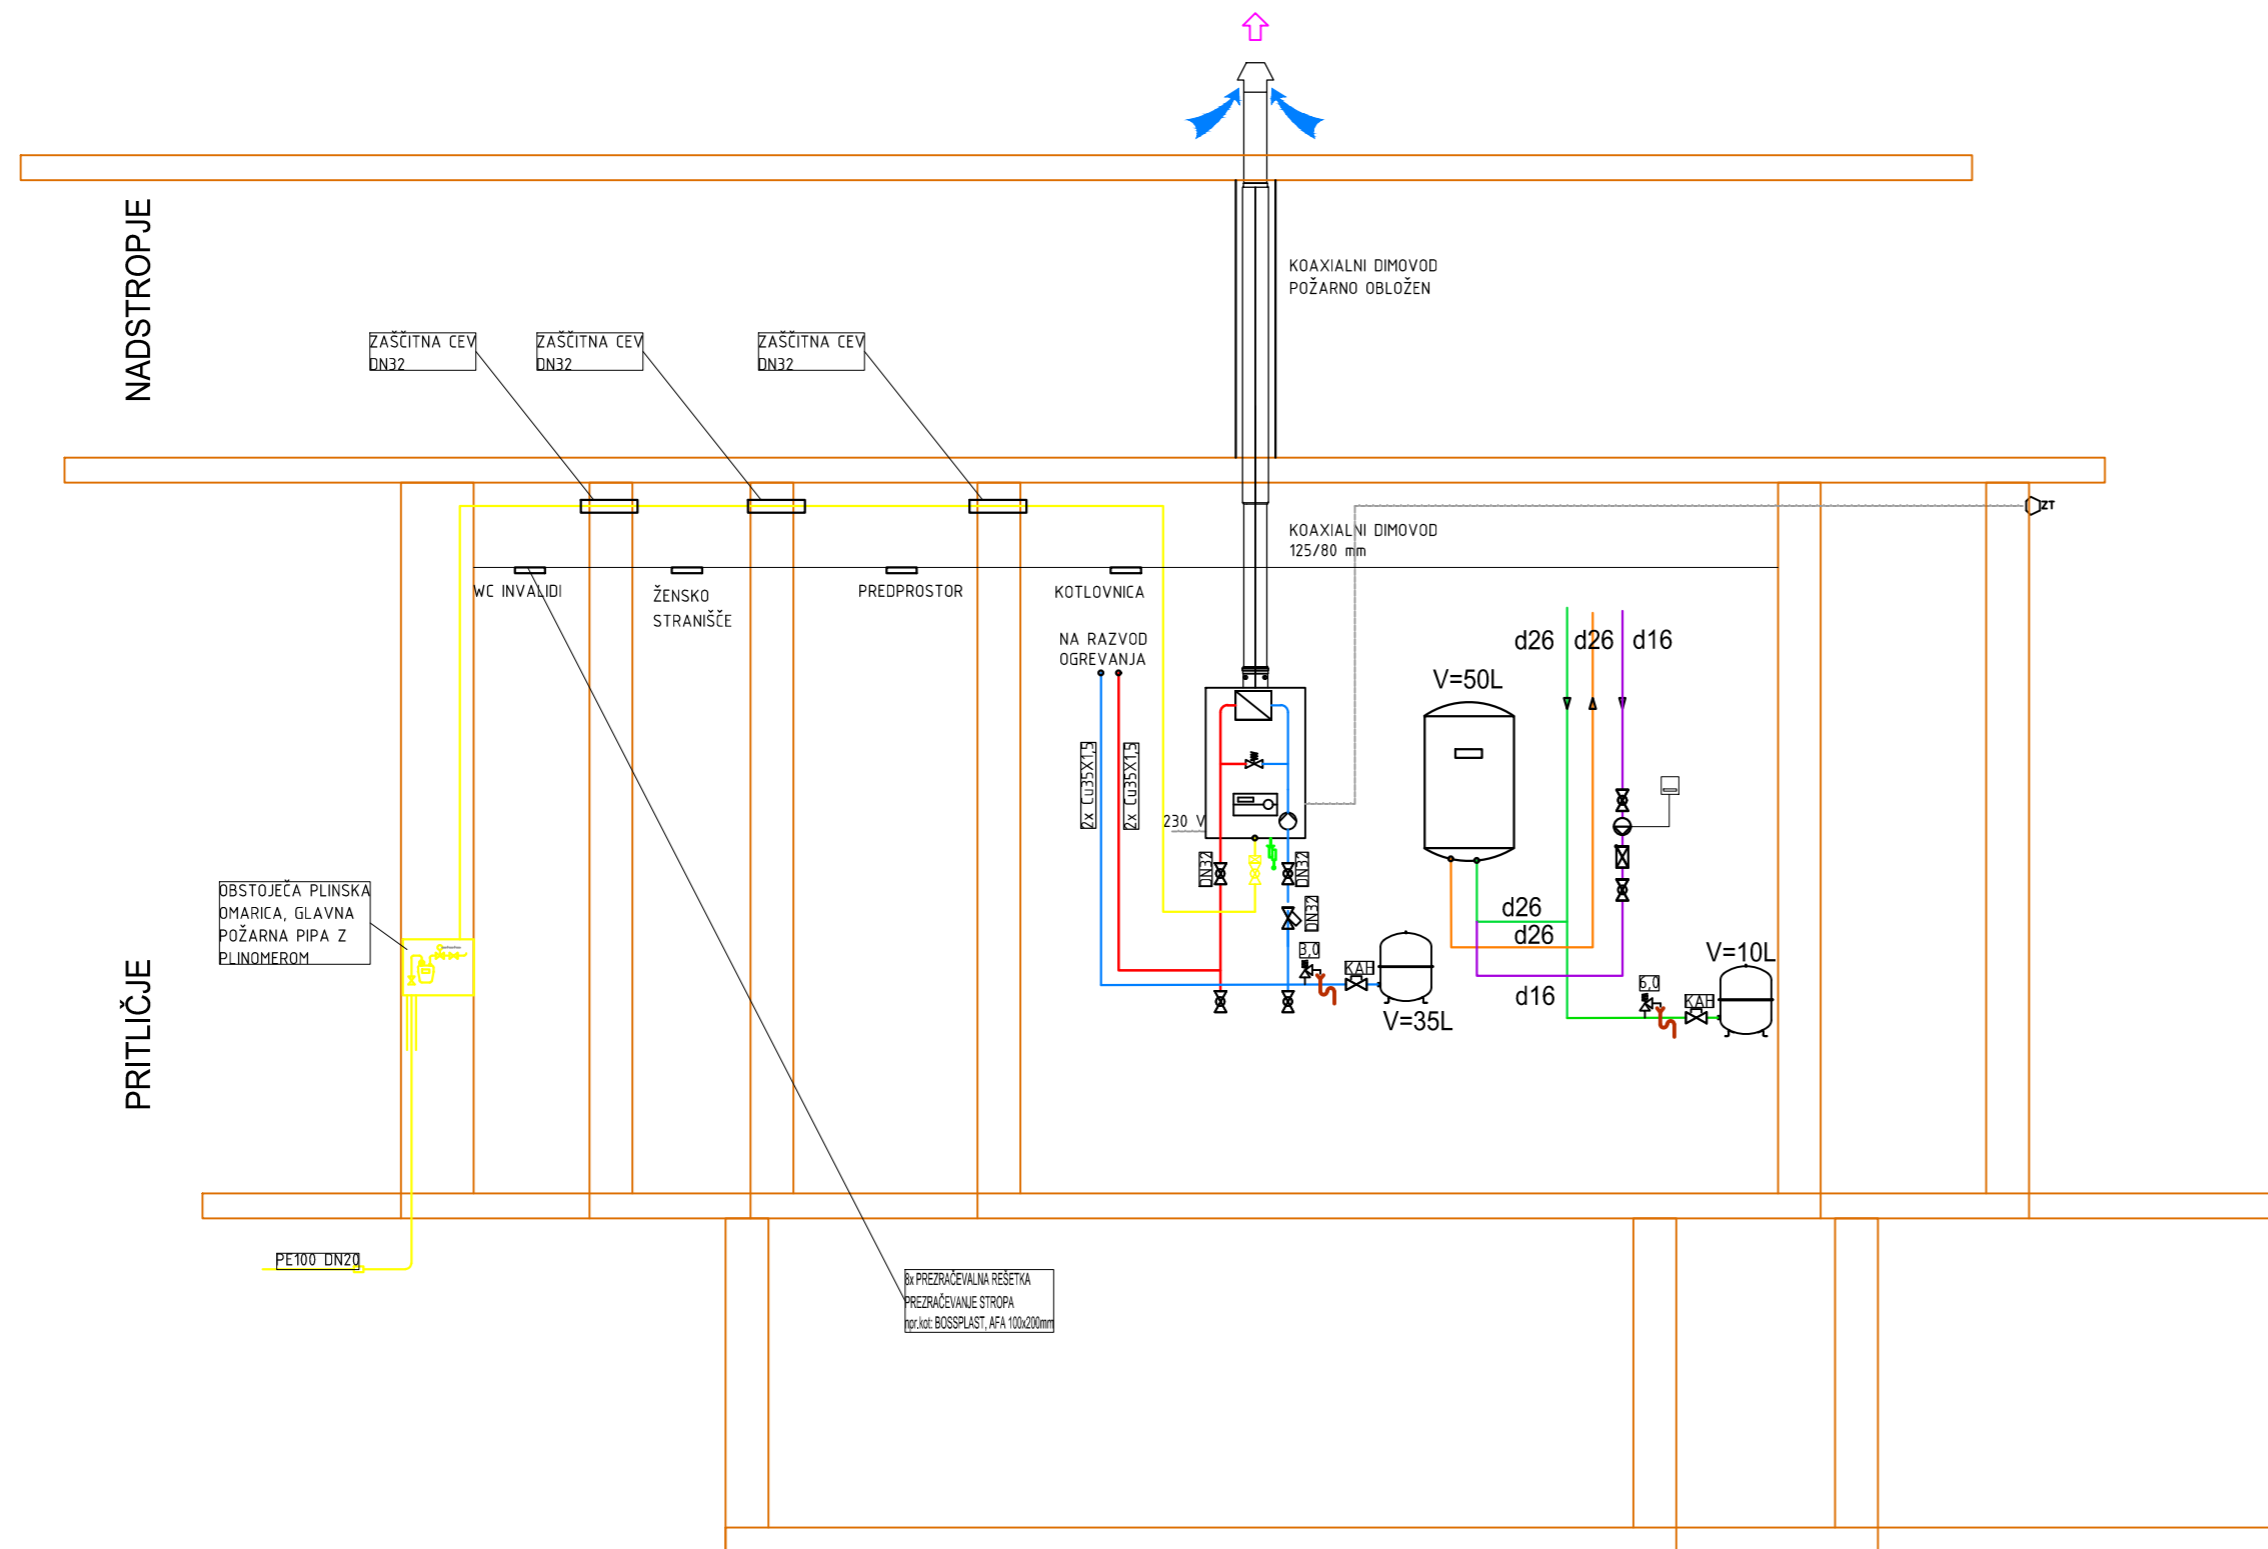 NADSTROPJE
KOAXIALNI DIMOVOD
POŽARNO OBLOŽEN
ZAŠČITNA CEV
DN32
ZAŠČITNA CEV
DN32
ZAŠČITNA CEV
DN32
ZT
KOAXIALNI DIMOVOD
125/80 mm
WC INVALIDI
ŽENSKO
STRANIŠČE
PREDPROSTOR
KOTLOVNICA
NA RAZVOD
OGREVANJA
d26
d26
d16
V=50L
2x Cu35X1,5
2x Cu35X1,5
230 V
DN32
DN32
DN32
OBSTOJEČA PLINSKA
OMARICA, GLAVNA
POŽARNA PIPA Z
PLINOMEROM
d26
d26
3,0
KAH
V=35L
d16
6,0
KAH
V=10L
PRITLIČJE
PE100 DN20
8x PREZRAČEVALNA REŠETKA
PREZRAČEVANJE STROPA
npr.kot: BOSSPLAST, AFA 100x200mm